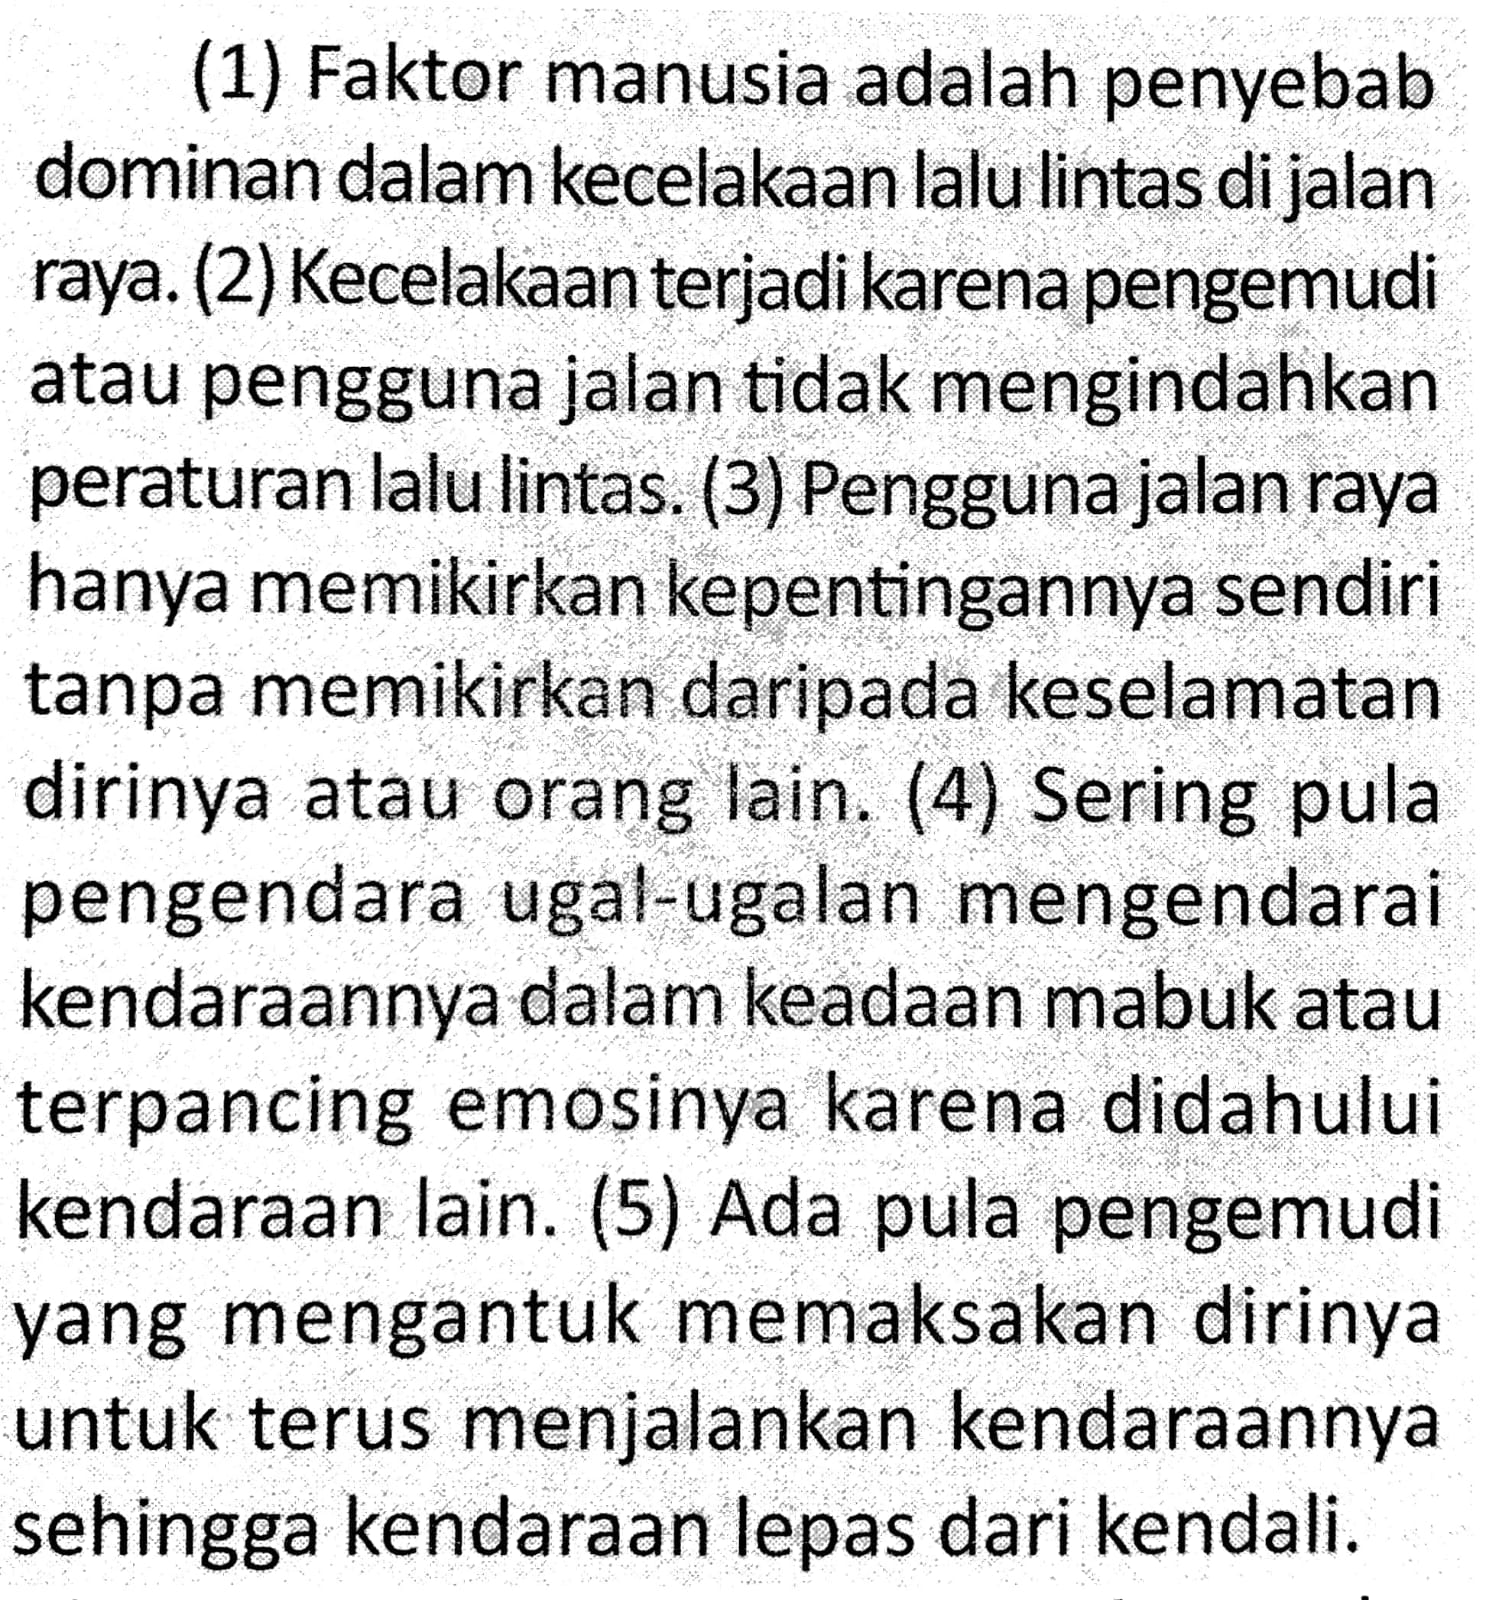 (1) Faktor manusia adalah penyebab
dominan dalam kecelakaan lalu lintas di jalan
raya. (2) Kecelakaan terjadi karena pengemudi
atau pengguna jalan tidak mengindahkan
peraturan lalu lintas. (3) Pengguna jalan raya
hanya memikirkan kepentingannya sendiri
tanpa memikirkan daripada keselamatan
dirinya atau orang lain. (4) Sering pula
pengendara ugal-ugalan mengendarai
kendaraannya dalam keadaan mabuk atau
terpancing emosinya karena didahului
kendaraan lain. (5) Ada pula pengemudi
yang mengantuk memaksakan dirinya
untuk terus menjalankan kendaraannya
sehingga kendaraan lepas dari kendali.